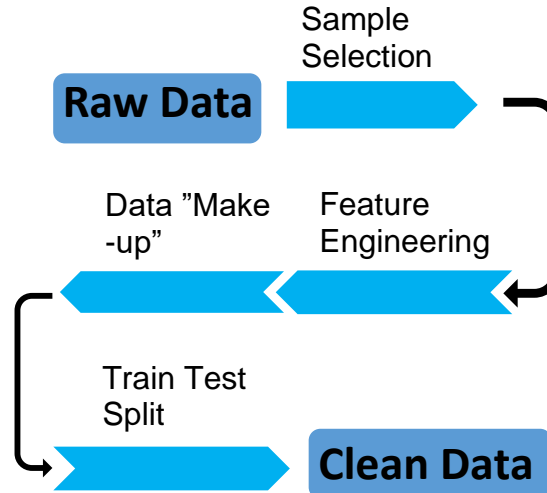 Sample
Selection
Raw Data
Data ”Make
-up”
Feature
Engineering
Train Test
Split
Clean Data